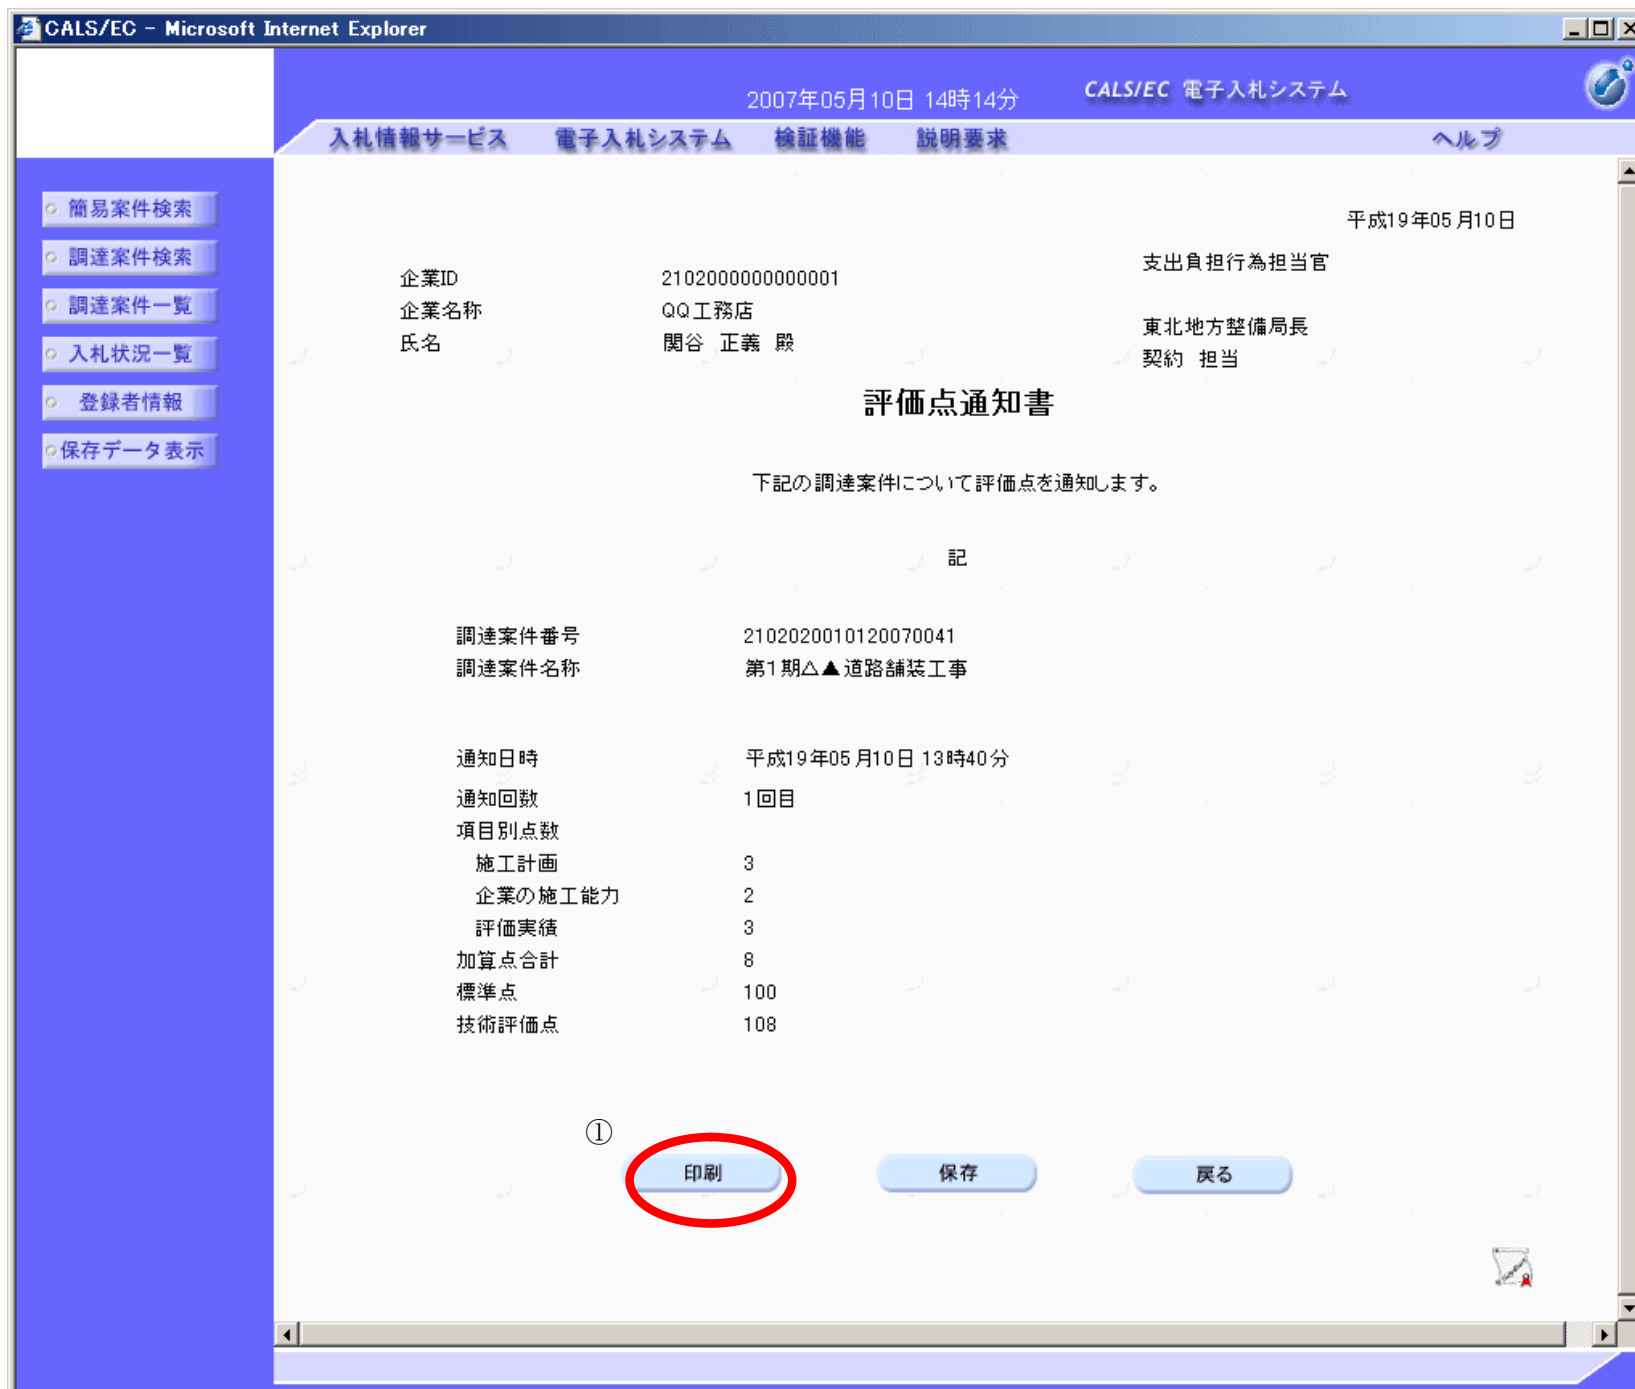 CALS/EC - Microsoft Internet Explorer
2007年05月10日 14時14分
CALS/EC 電子入札システム
入札情報サービス 電子入札システム 検証機能 説明要求 ヘルプ
簡易案件検索
調達案件検索
調達案件一覧
入札状況一覧
登録者情報
保存データ表示
平成19年05月10日
支出負担行為担当官
企業ID 2102000000000001
企業名称 QQ工務店
東北地方整備局長
氏名 関谷 正義 殿
契約 担当
評価点通知書
下記の調達案件について評価点を通知します。
記
調達案件番号 2102020010120070041
調達案件名称 第1期△▲道路舗装工事
通知日時 平成19年05月10日 13時40分
通知回数 1回目
項目別点数
施工計画 3
企業の施工能力 2
評価実績 3
加算点合計 8
標準点 100
技術評価点 108
①
印刷 保存 戻る